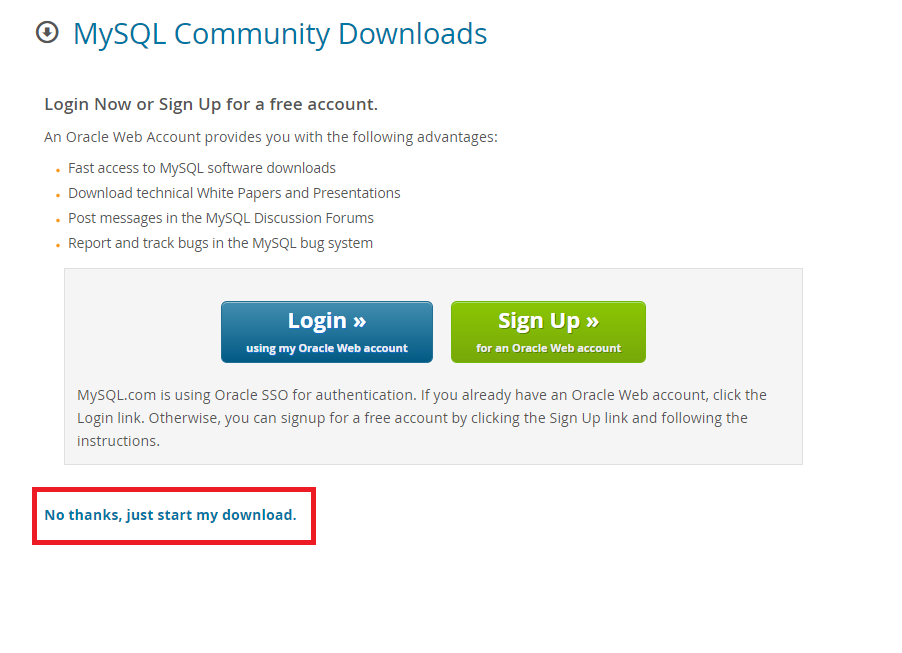 MySQL Community Downloads
Login Now or Sign Up for a free account.
An Oracle Web Account provides you with the following advantages:
Fast access to MySQL software downloads
Download technical White Papers and Presentations
Post messages in the MySQL Discussion Forums
Report and track bugs in the MySQL bug system
Login »
using my Oracle Web account
Sign Up »
for an Oracle Web account
MySQL.com is using Oracle SSO for authentication. If you already have an Oracle Web account, click the
Login link. Otherwise, you can signup for a free account by clicking the Sign Up link and following the
instructions.
No thanks, just start my download.